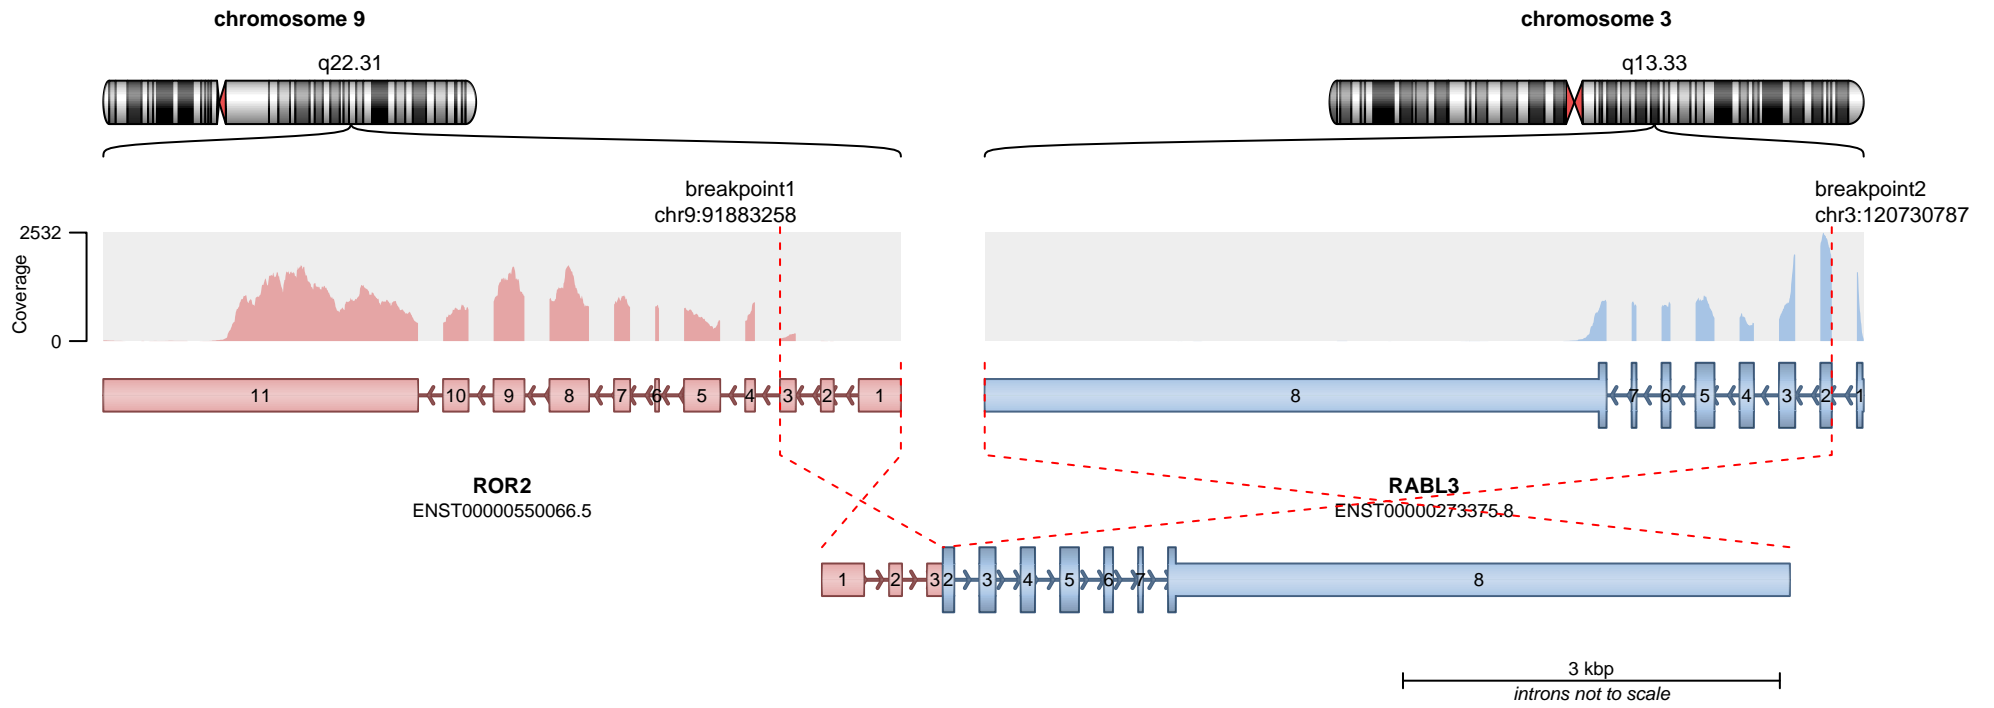 chromosome 9
chromosome 3
q22.31
q13.33
breakpoint1
chr9:91883258
breakpoint2
chr3:120730787
2532
Coverage
0
11 10 9 8 7 6 5 4 3 2 1
8 7 6 5 4 3 2 1
ROR2
ENST00000550066.5
RABL3
ENST00000273375.8
1 2 3 2 3 4 5 6 7 8
3 kbp
introns not to scale